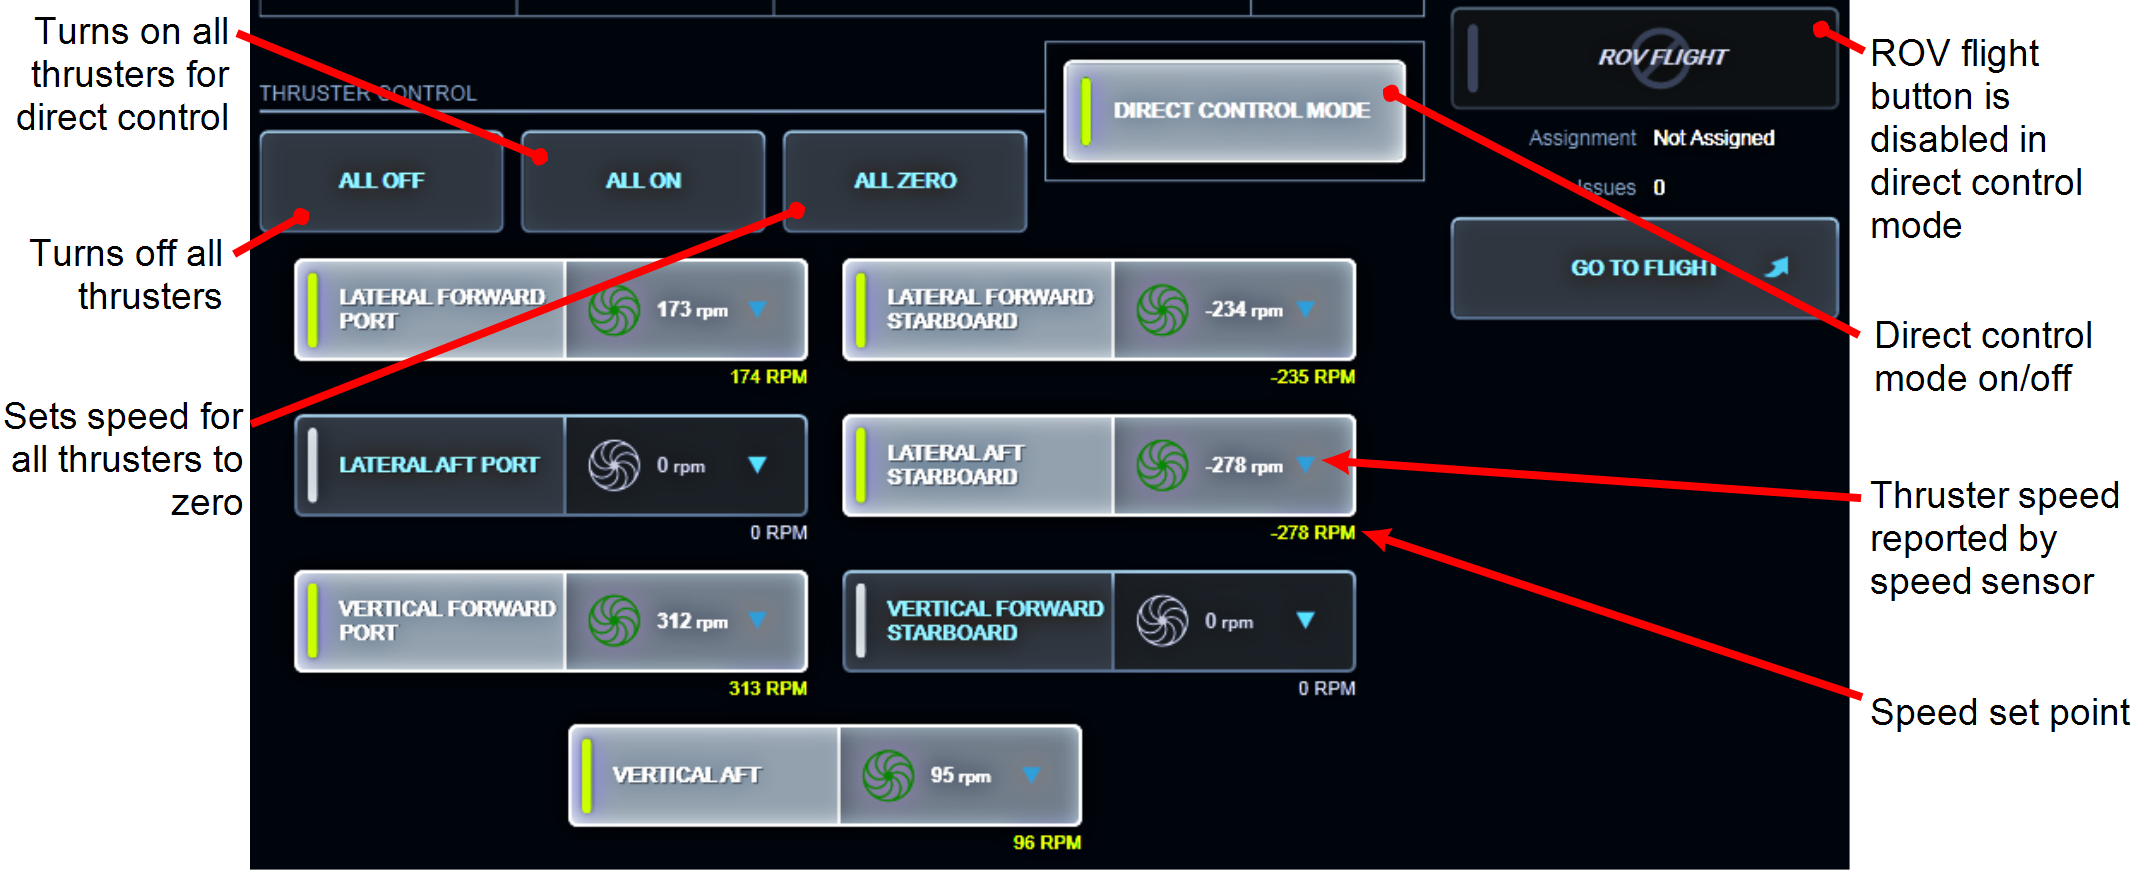 Turns on all
thrusters for
direct control
Turns off all
thrusters
Sets speed for
all thrusters to
zero
THRUSTER CONTROL
DIRECT CONTROL MODE
ALL OFF
ALL ON
ALL ZERO
LATERAL FORWARD
PORT
173 rpm
174 RPM
LATERAL FORWARD
STARBOARD
-234 rpm
-235 RPM
LATERAL AFT PORT
0 rpm
0 RPM
LATERAL AFT
STARBOARD
-278 rpm
-278 RPM
VERTICAL FORWARD
PORT
312 rpm
313 RPM
VERTICAL FORWARD
STARBOARD
0 rpm
0 RPM
VERTICAL AFT
95 rpm
96 RPM
ROV FLIGHT
Assignment Not Assigned
Issues 0
GO TO FLIGHT
ROV flight
button is
disabled in
direct control
mode
Direct control
mode on/off
Thruster speed
reported by
speed sensor
Speed set point